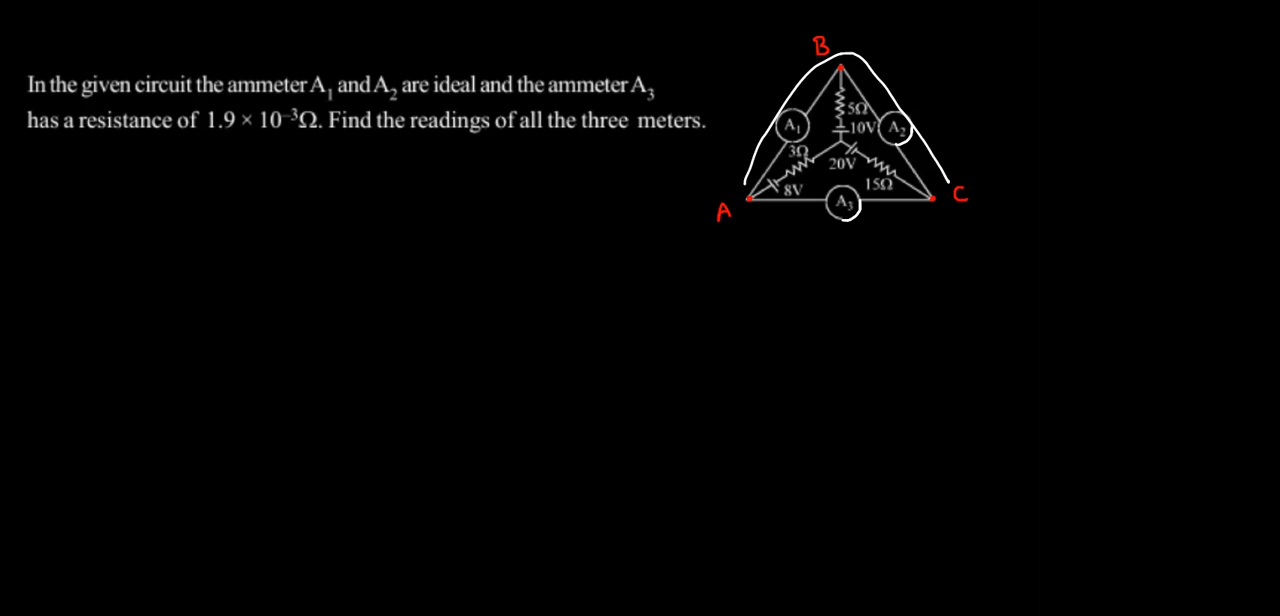 In the given circuit the ammeter A₁ and A₂ are ideal and the ammeter A₃
has a resistance of 1.9 × 10⁻³Ω. Find the readings of all the three meters.
B
5Ω
A₁
10V
A₂
3Ω
20V
8V
15Ω
A
A₃
C